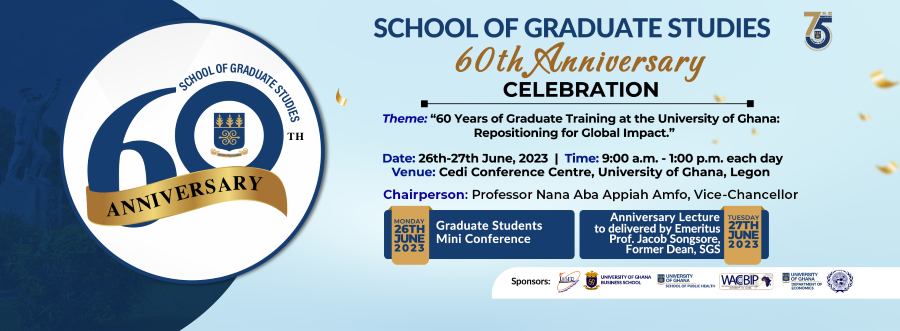 SCHOOL OF GRADUATE STUDIES
60th Anniversary
CELEBRATION
Theme: “60 Years of Graduate Training at the University of Ghana:
Repositioning for Global Impact.”
Date: 26th-27th June, 2023 | Time: 9:00 a.m. - 1:00 p.m. each day
Venue: Cedi Conference Centre, University of Ghana, Legon
Chairperson: Professor Nana Aba Appiah Amfo, Vice-Chancellor
MONDAY
26TH
JUNE
2023
Graduate Students
Mini Conference
Anniversary Lecture
to delivered by Emeritus
Prof. Jacob Songsore,
Former Dean, SGS
TUESDAY
27TH
JUNE
2023
Sponsors:
UNIVERSITY OF GHANA
BUSINESS SCHOOL
UNIVERSITY
OF GHANA
SCHOOL OF PUBLIC HEALTH
WACBIP
UNIVERSITY
OF GHANA
DEPARTMENT OF
ECONOMICS
SCHOOL OF GRADUATE STUDIES
60
TH
ANNIVERSARY
75